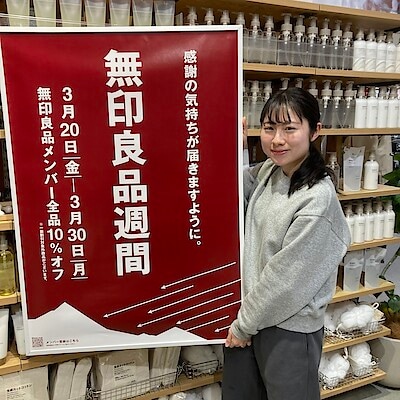 感謝の気持ちが届きますように。
無印良品週間
3月20日(金)—3月30日(月)
無印良品メンバー全品10%オフ